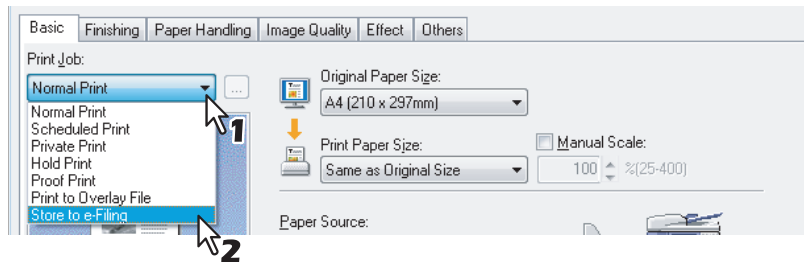 Basic Finishing Paper Handling Image Quality Effect Others
Print Job:
Normal Print ...
Normal Print
Scheduled Print
Private Print
Hold Print
Proof Print
Print to Overlay File
Store to e-Filing
1
2
Original Paper Size:
A4 (210 x 297mm)
Print Paper Size:
Same as Original Size
Manual Scale:
100 %(25-400)
Paper Source: